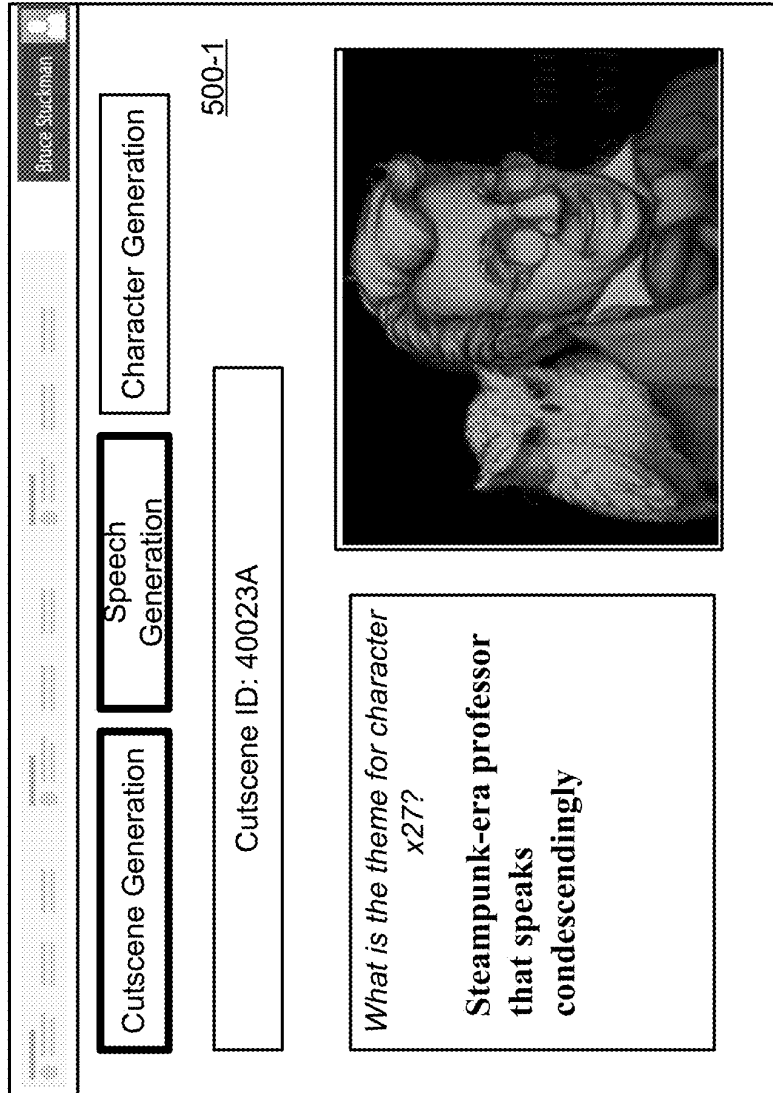 Bruce Stuckman
Cutscene Generation
Speech
Generation
Character Generation
500-1
Cutscene ID: 40023A
What is the theme for character
x27?
Steampunk-era professor
that speaks
condescendingly